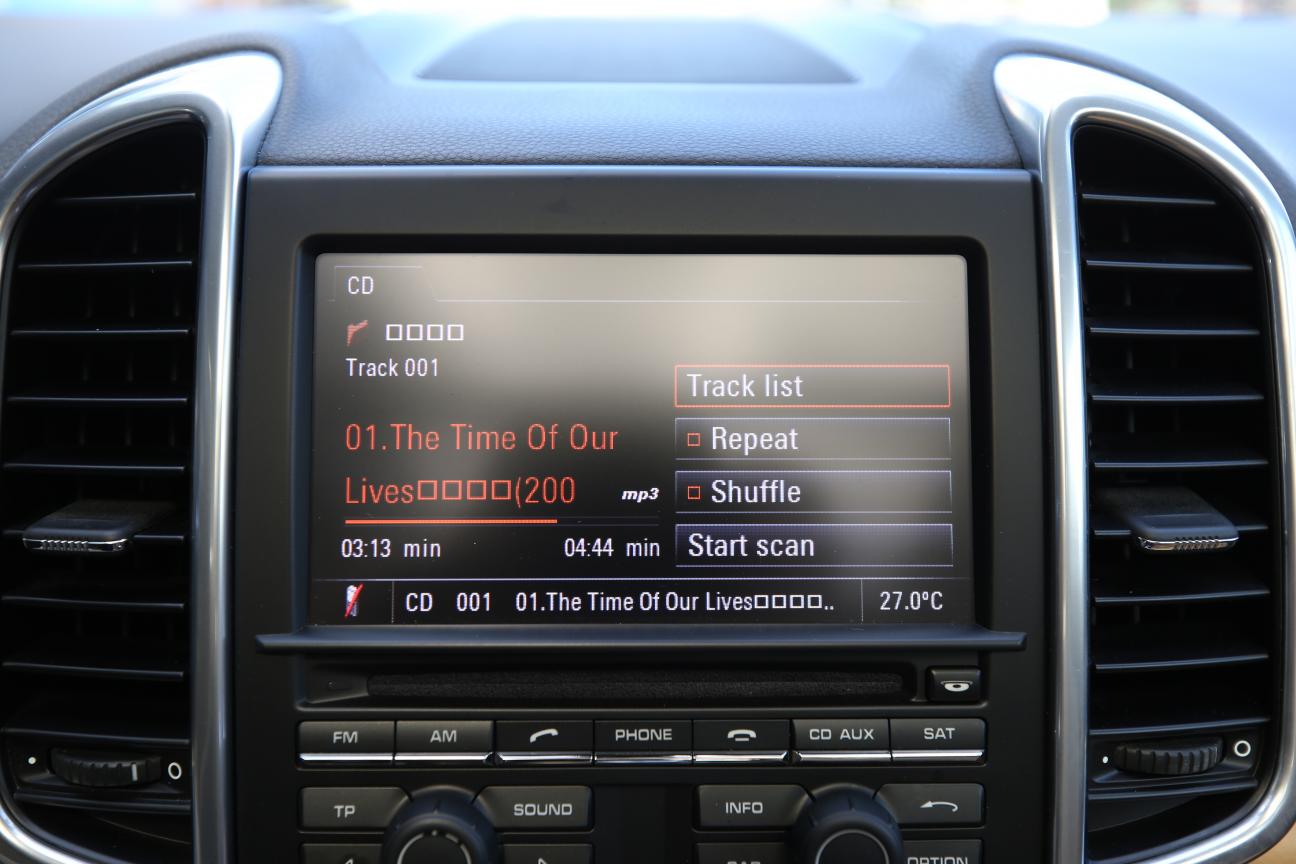 CD
□□□□
Track 001
01.The Time Of Our
Lives□□□□(200
mp3
03:13 min
04:44 min
Track list
Repeat
Shuffle
Start scan
CD 001 01.The Time Of Our Lives□□□□..
27.0°C
FM
AM
PHONE
CD AUX
SAT
TP
SOUND
INFO
OPTION